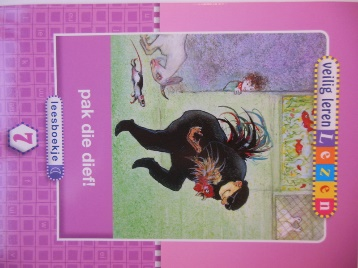 veilig leren
Lezen
pak die dief!
leesboekje
7